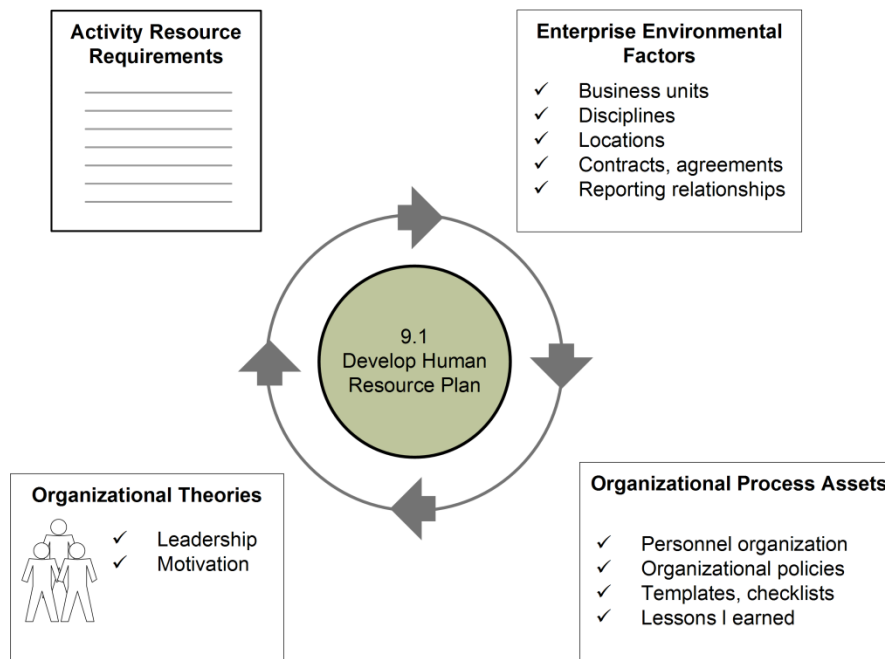 Activity Resource
Requirements
Enterprise Environmental
Factors
✓ Business units
✓ Disciplines
✓ Locations
✓ Contracts, agreements
✓ Reporting relationships
9.1
Develop Human
Resource Plan
Organizational Theories
✓ Leadership
✓ Motivation
Organizational Process Assets
✓ Personnel organization
✓ Organizational policies
✓ Templates, checklists
✓ Lessons l earned